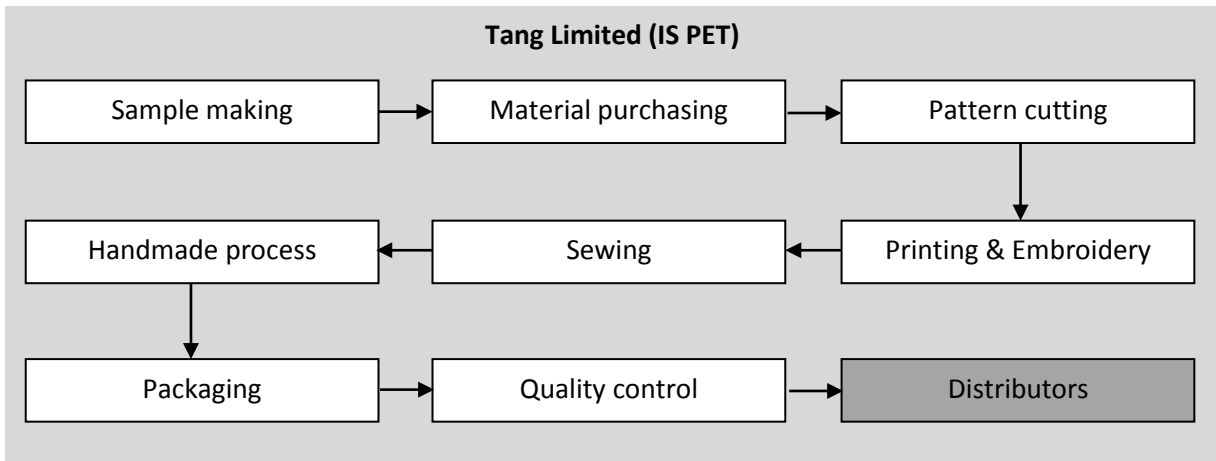 Tang Limited (IS PET)
Sample making
Material purchasing
Pattern cutting
Printing & Embroidery
Sewing
Handmade process
Packaging
Quality control
Distributors